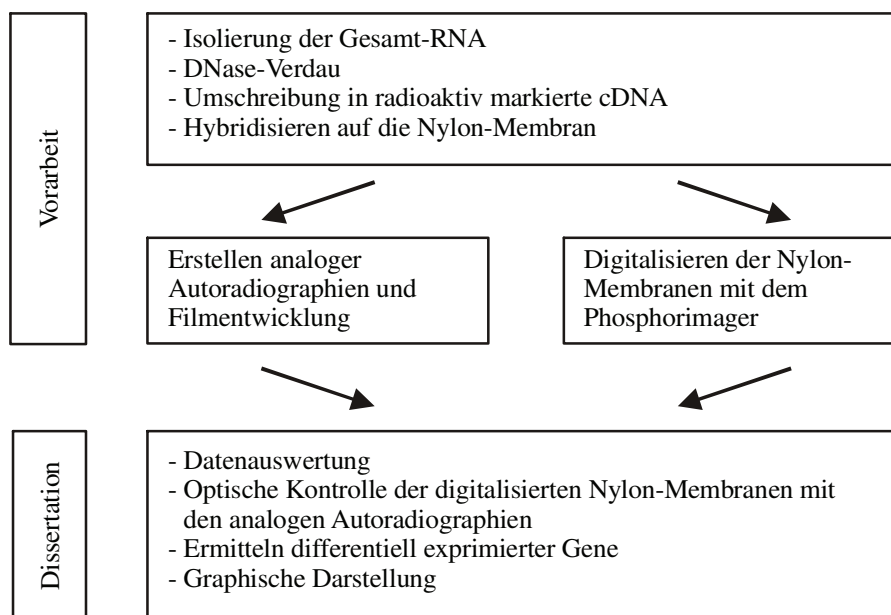 Vorarbeit
- Isolierung der Gesamt-RNA
- DNase-Verdau
- Umschreibung in radioaktiv markierte cDNA
- Hybridisieren auf die Nylon-Membran
Erstellen analoger
Autoradiographien und
Filmentwicklung
Digitalisieren der Nylon-
Membranen mit dem
Phosphorimager
Dissertation
- Datenauswertung
- Optische Kontrolle der digitalisierten Nylon-Membranen mit
den analogen Autoradiographien
- Ermitteln differentiell exprimierter Gene
- Graphische Darstellung